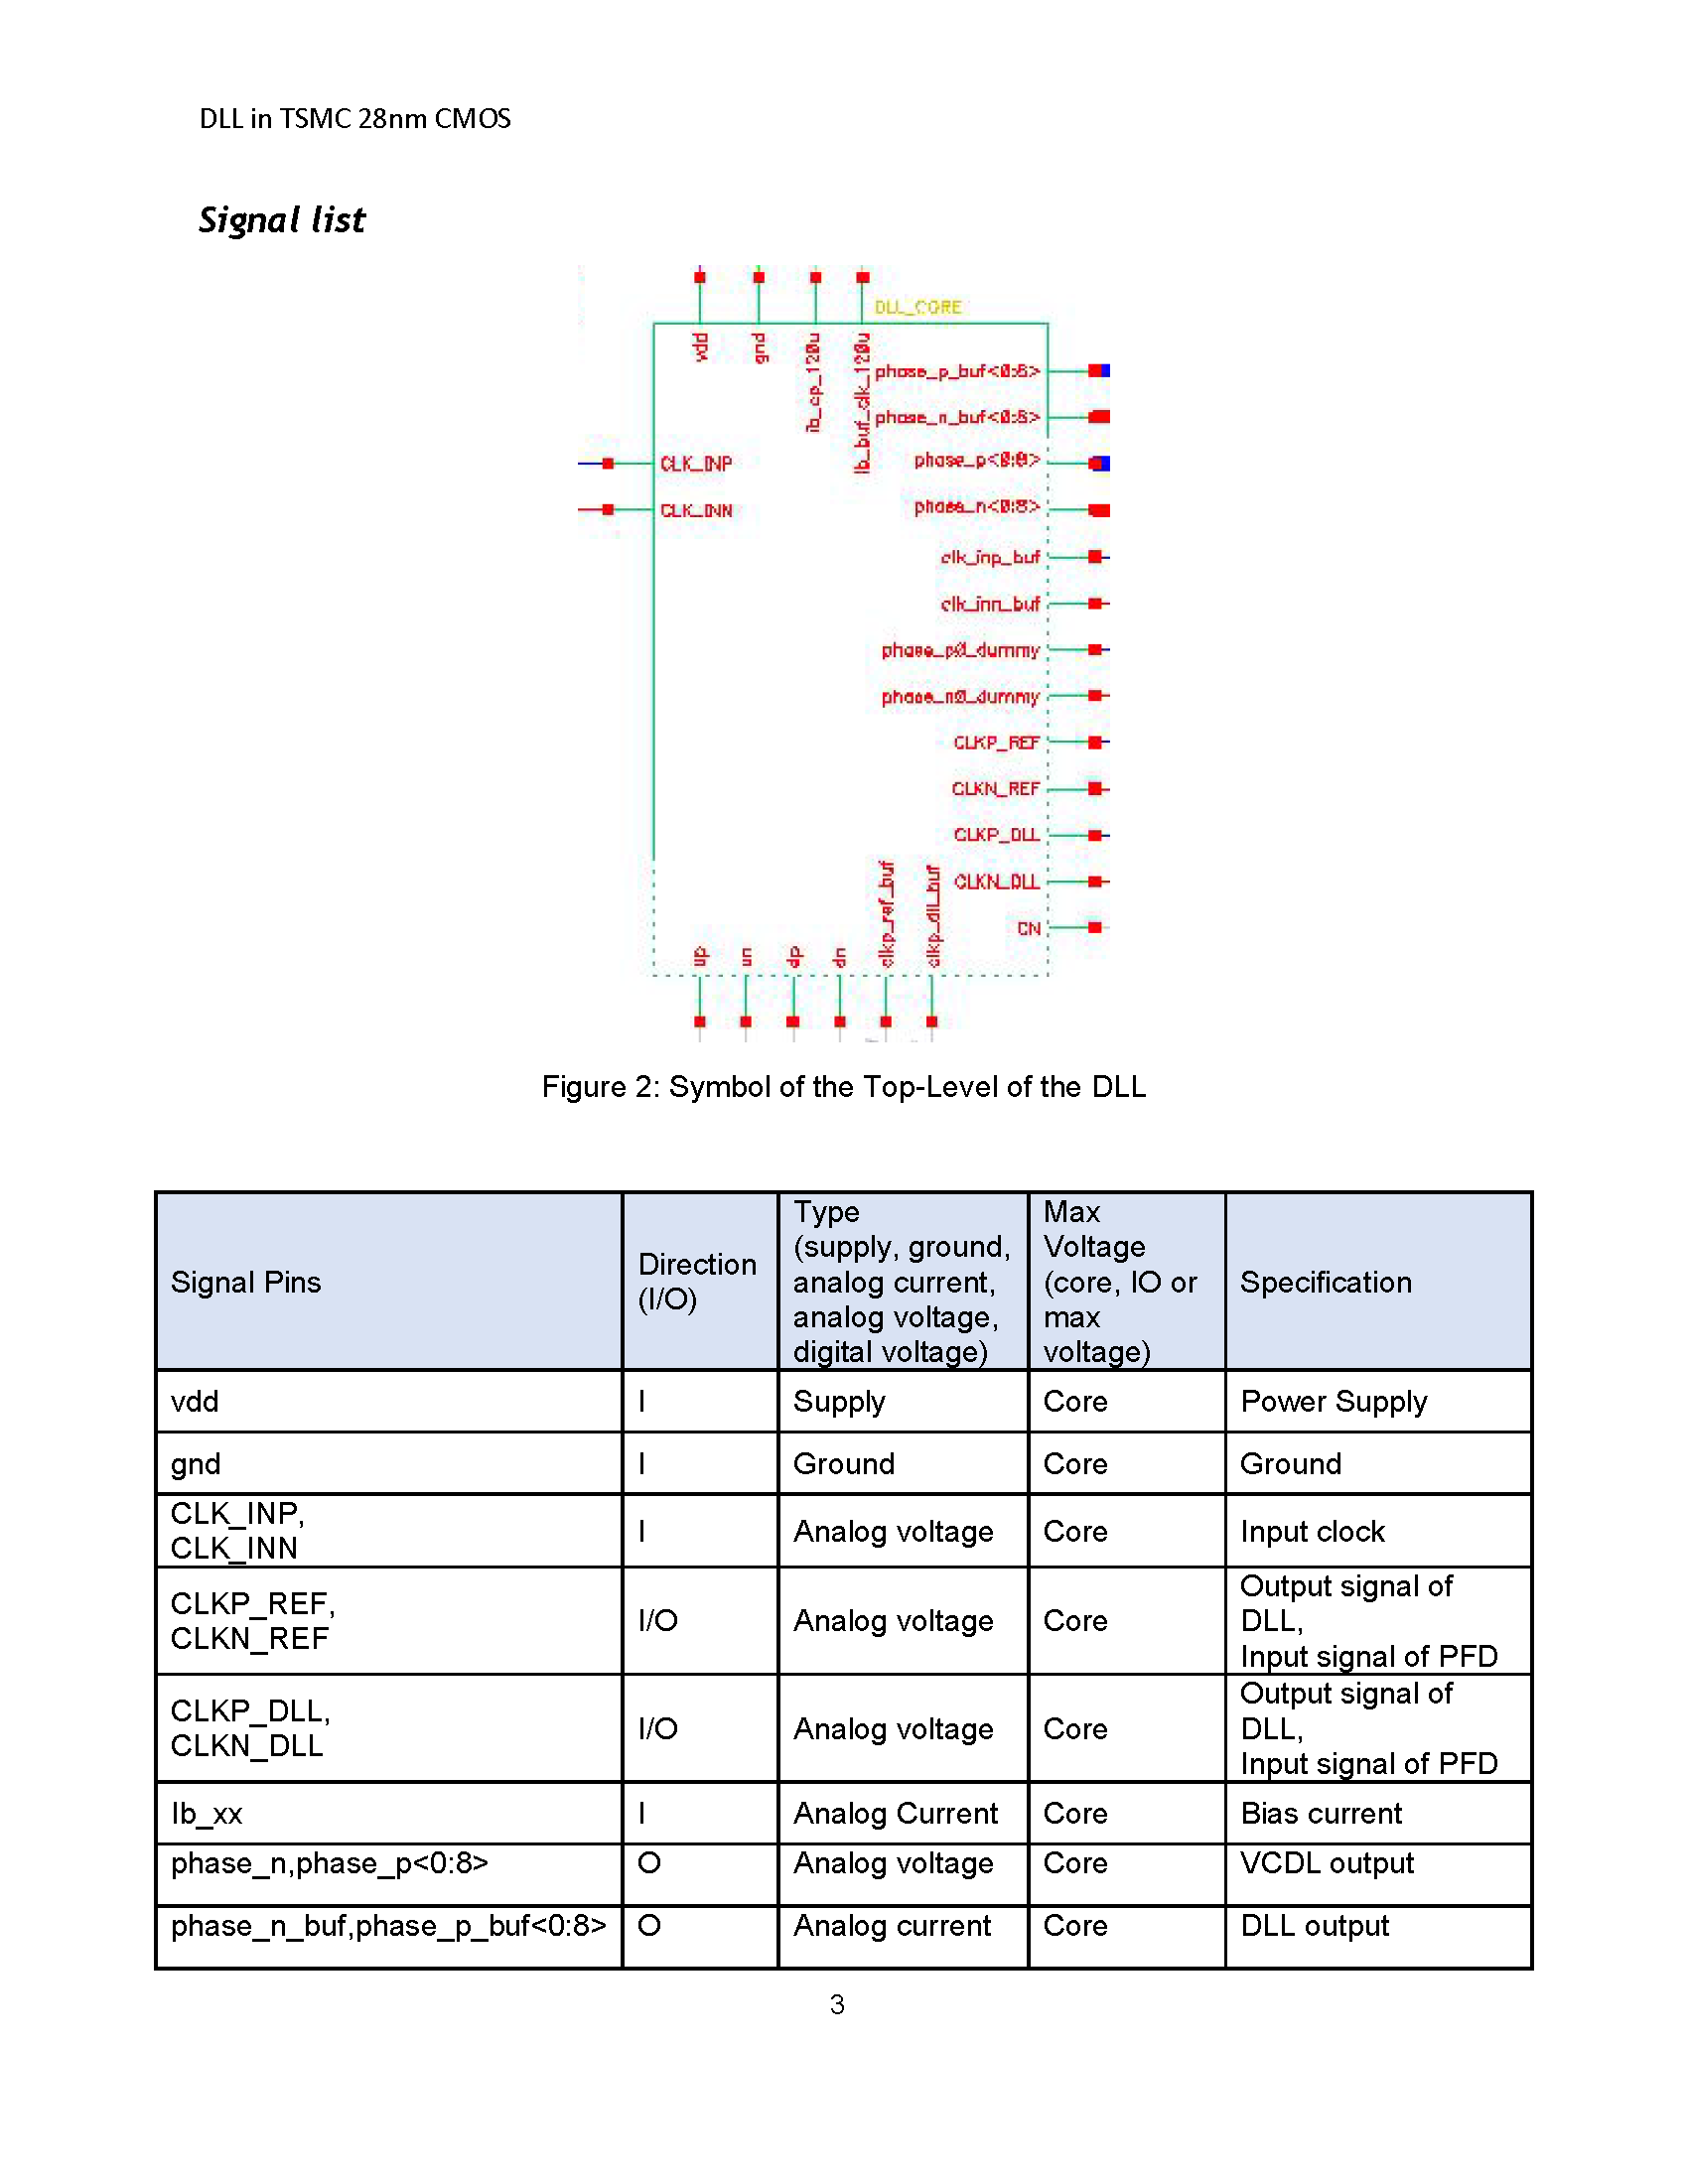 DLL in TSMC 28nm CMOS
Signal list
DLL_CORE
vdd
gnd
ib_cp_120u
Ib_buf_clk_120u
phase_p_buf<0:8>
phase_n_buf<0:8>
CLK_INP
phase_p<0:8>
CLK_INN
phase_n<0:8>
clk_inp_buf
clk_inn_buf
phase_p0_dummy
phase_n0_dummy
CLKP_REF
CLKN_REF
CLKP_DLL
CLKN_DLL
CN
up
un
dp
dn
clkp_ref_buf
clkp_dll_buf
Figure 2: Symbol of the Top-Level of the DLL
Signal Pins
Direction
(I/O)
Type
(supply, ground,
analog current,
analog voltage,
digital voltage)
Max
Voltage
(core, IO or
max
voltage)
Specification
vdd I Supply Core Power Supply
gnd I Ground Core Ground
CLK_INP,
CLK_INN
I Analog voltage Core Input clock
CLKP_REF,
CLKN_REF
I/O Analog voltage Core
Output signal of
DLL,
Input signal of PFD
CLKP_DLL,
CLKN_DLL
I/O Analog voltage Core
Output signal of
DLL,
Input signal of PFD
Ib_xx I Analog Current Core Bias current
phase_n,phase_p<0:8> O Analog voltage Core VCDL output
phase_n_buf,phase_p_buf<0:8> O Analog current Core DLL output
3